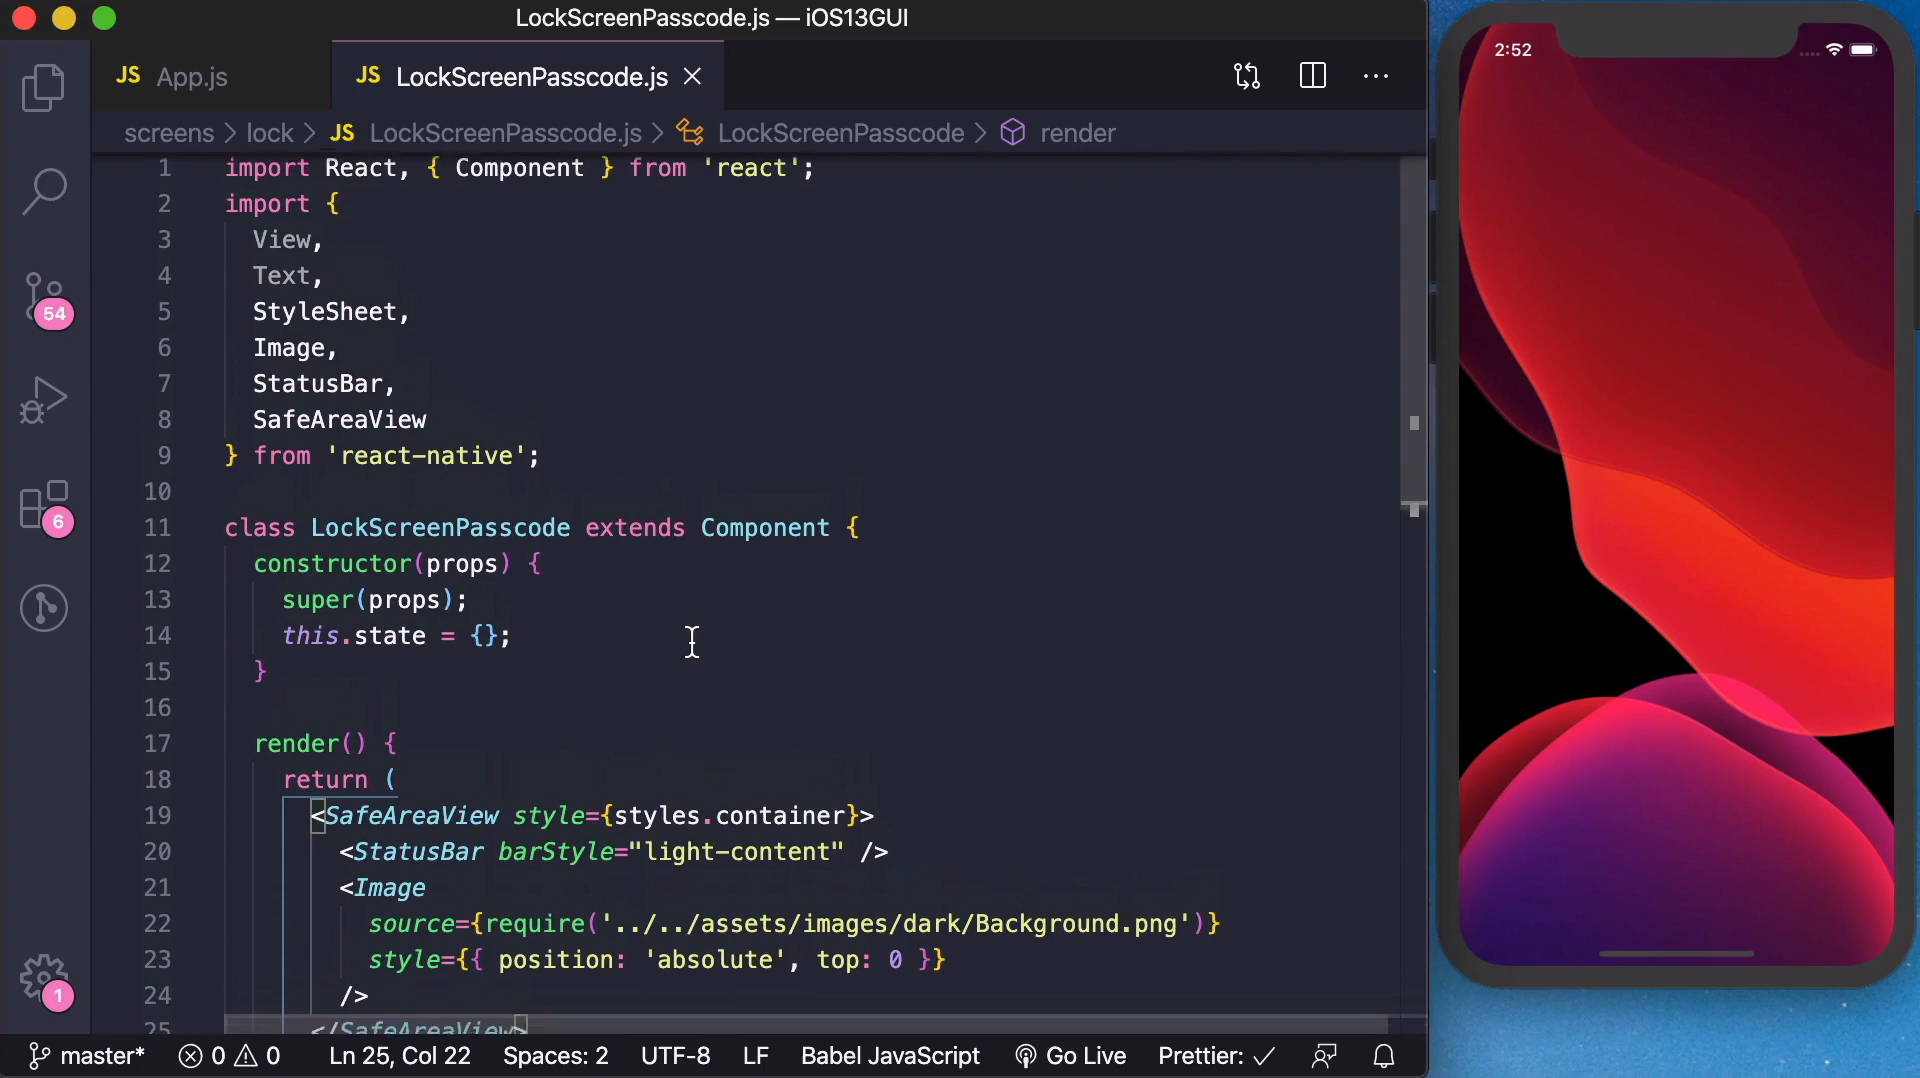 LockScreenPasscode.js — iOS13GUI
JS App.js
JS LockScreenPasscode.js
screens > lock > JS LockScreenPasscode.js > LockScreenPasscode > render
1 import React, { Component } from 'react';
2 import {
3 View,
4 Text,
5 StyleSheet,
6 Image,
7 StatusBar,
8 SafeAreaView
9 } from 'react-native';
10
11 class LockScreenPasscode extends Component {
12 constructor(props) {
13 super(props);
14 this.state = {};
15 }
16
17 render() {
18 return (
19 <SafeAreaView style={styles.container}>
20 <StatusBar barStyle="light-content" />
21 <Image
22 source={require('../../assets/images/dark/Background.png')}
23 style={{ position: 'absolute', top: 0 }}
24 />
25 </SafeAreaView>
54
6
1
master* 0 0 Ln 25, Col 22 Spaces: 2 UTF-8 LF Babel JavaScript Go Live Prettier: ✓
2:52